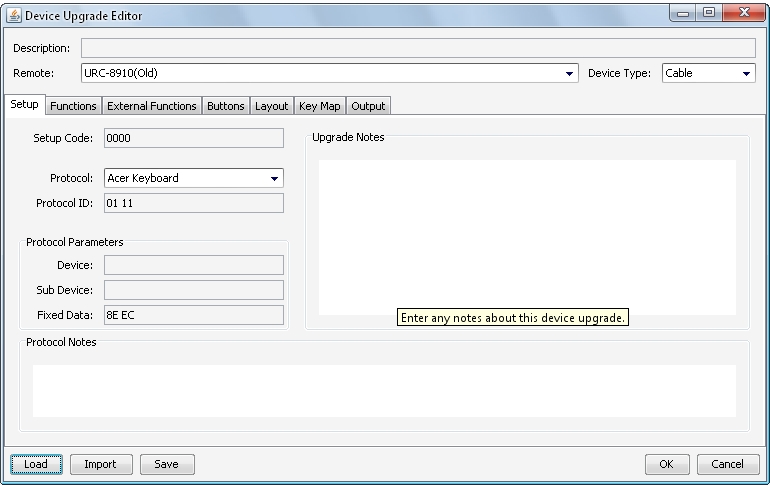 Device Upgrade Editor
Description:
Remote: URC-8910(Old) Device Type: Cable
Setup Functions External Functions Buttons Layout Key Map Output
Setup Code: 0000
Protocol: Acer Keyboard
Protocol ID: 01 11
Protocol Parameters
Device:
Sub Device:
Fixed Data: 8E EC
Upgrade Notes
Enter any notes about this device upgrade.
Protocol Notes
Load Import Save OK Cancel